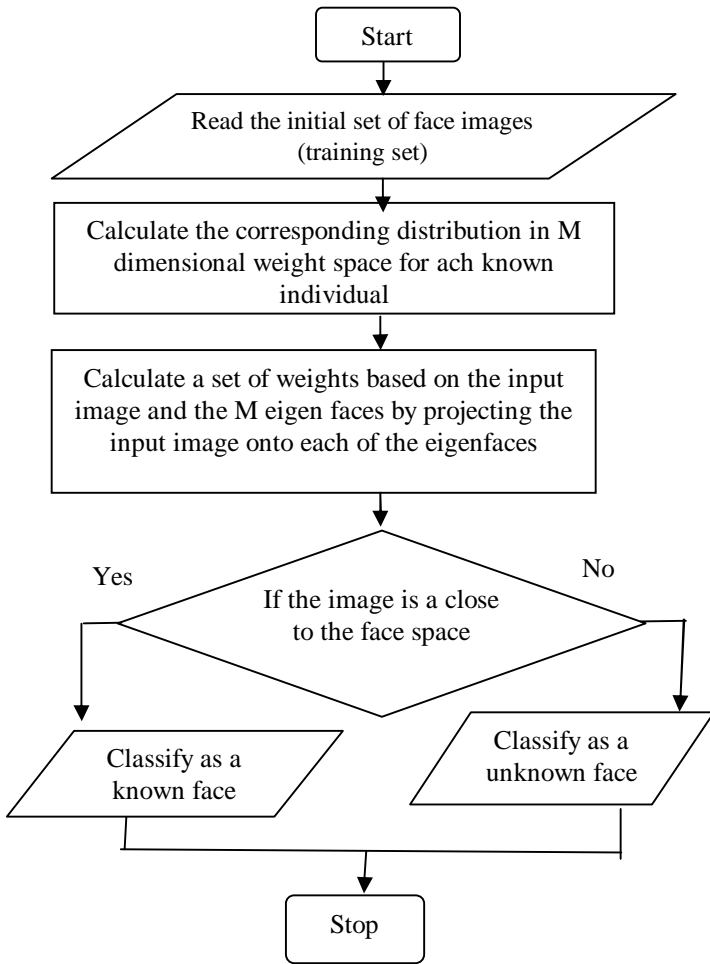 Start
Read the initial set of face images
(training set)
Calculate the corresponding distribution in M
dimensional weight space for ach known
individual
Calculate a set of weights based on the input
image and the M eigen faces by projecting the
input image onto each of the eigenfaces
Yes
No
If the image is a close
to the face space
Classify as a
known face
Classify as a
unknown face
Stop